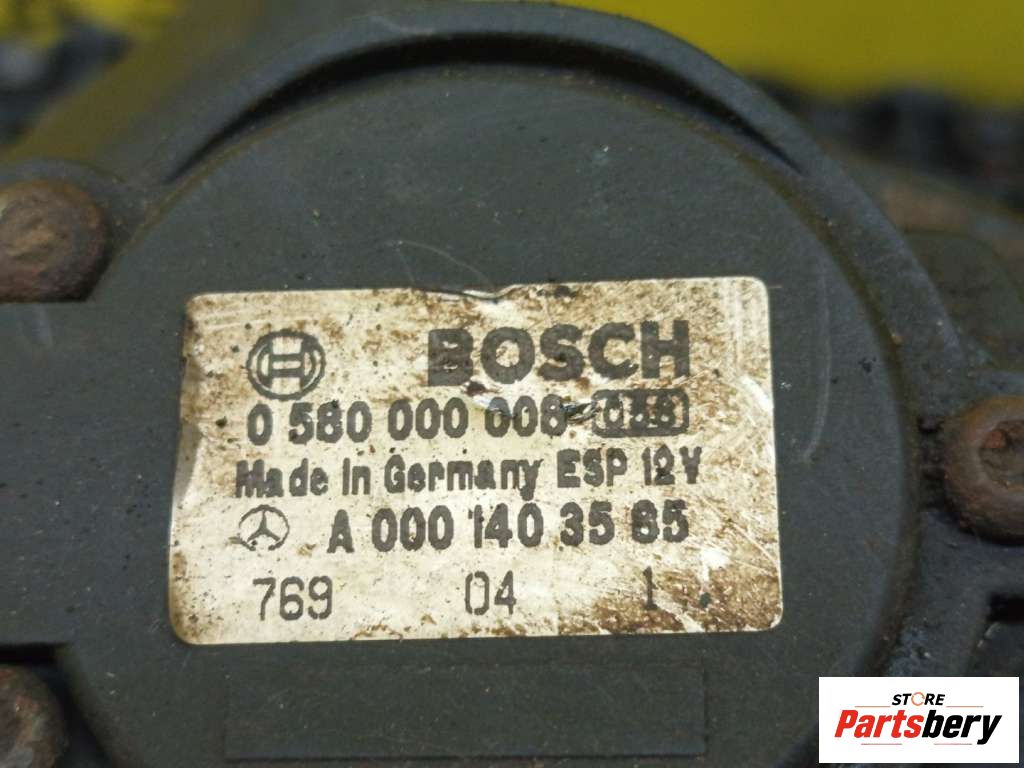 BOSCH
0 580 000 008 038
Made in Germany ESP 12V
A 000 140 35 85
769 04 1
STORE
Partsbery